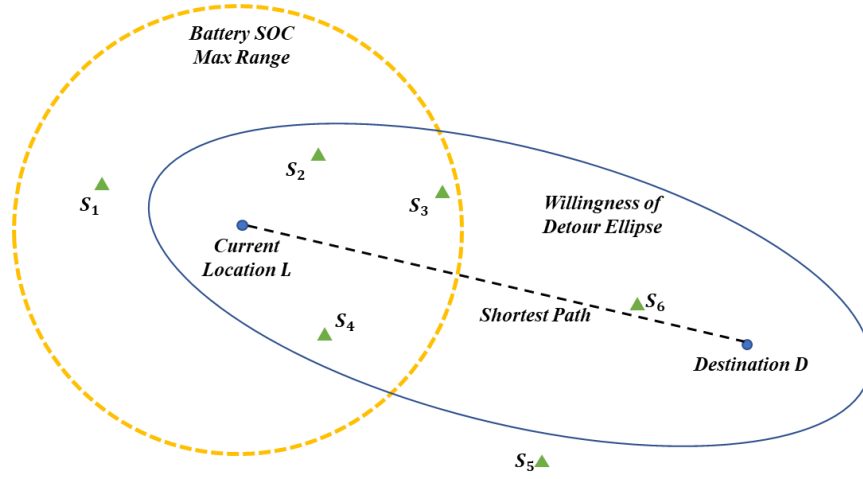 Battery SOC
Max Range
S₂
S₁
S₃
Willingness of
Detour Ellipse
Current
Location L
S₄
Shortest Path
S₆
Destination D
S₅